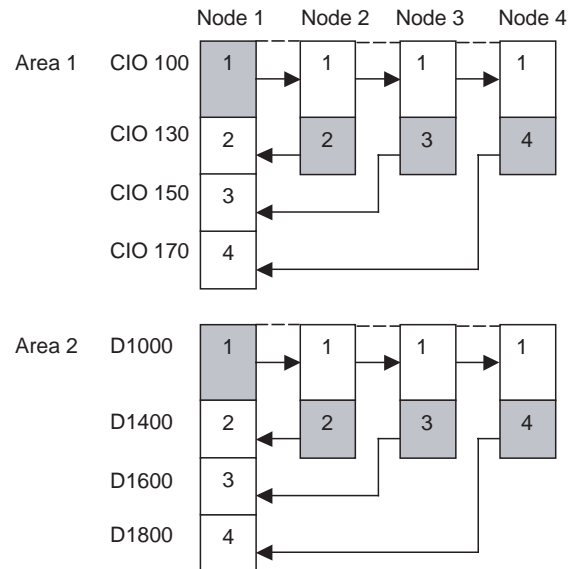 Node 1 Node 2 Node 3 Node 4
Area 1 CIO 100 1 1 1 1
CIO 130 2 2 3 4
CIO 150 3
CIO 170 4
Area 2 D1000 1 1 1 1
D1400 2 2 3 4
D1600 3
D1800 4